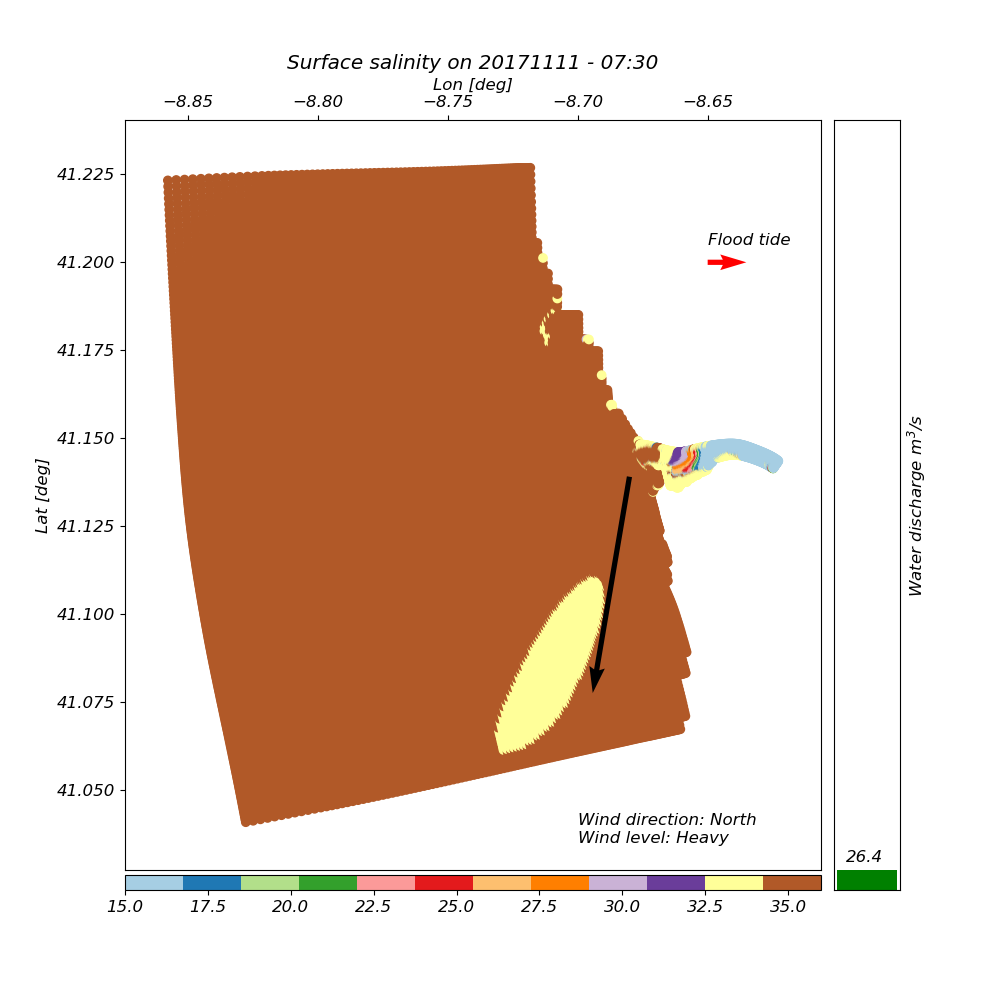 Surface salinity on 20171111 - 07:30
Lon [deg]
−8.85 −8.80 −8.75 −8.70 −8.65
41.225
41.200
41.175
41.150
41.125
41.100
41.075
41.050
Lat [deg]
Flood tide
Wind direction: North
Wind level: Heavy
Water discharge m³/s
26.4
15.0 17.5 20.0 22.5 25.0 27.5 30.0 32.5 35.0